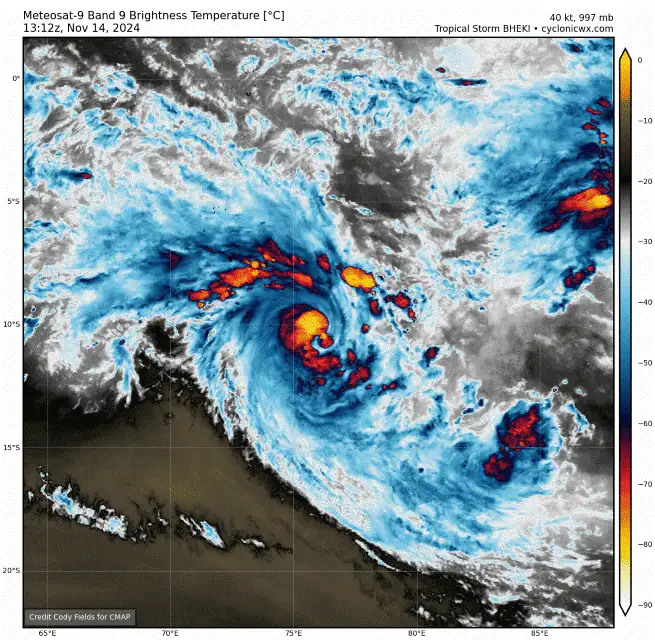 Meteosat-9 Band 9 Brightness Temperature [°C]
40 kt, 997 mb
13:12z, Nov 14, 2024
Tropical Storm BHEKI • cyclonicwx.com
0°
5°S
10°S
15°S
20°S
65°E
70°E
75°E
80°E
85°E
0
−10
−20
−30
−40
−50
−60
−70
−80
−90
Credit Cody Fields for CMAP